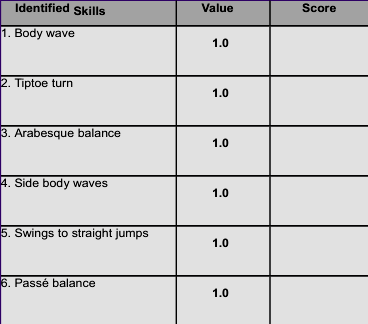 Identified Skills Value Score
1. Body wave 1.0
2. Tiptoe turn 1.0
3. Arabesque balance 1.0
4. Side body waves 1.0
5. Swings to straight jumps 1.0
6. Passé balance 1.0